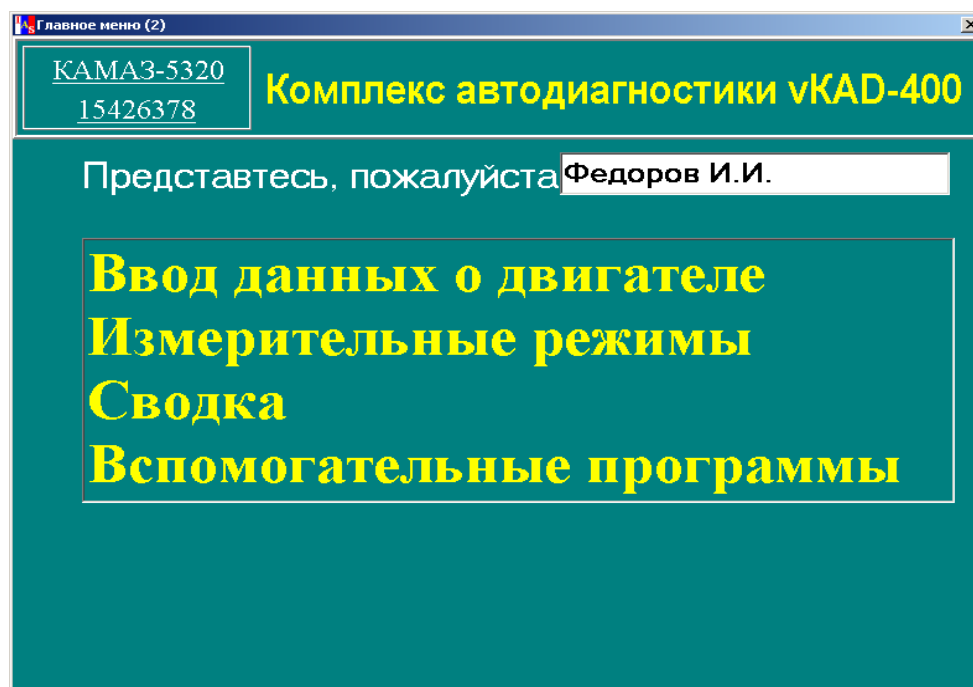 Главное меню (2)
КАМАЗ-5320
15426378
Комплекс автодиагностики vKAD-400
Представтесь, пожалуйста
Федоров И.И.
Ввод данных о двигателе
Измерительные режимы
Сводка
Вспомогательные программы